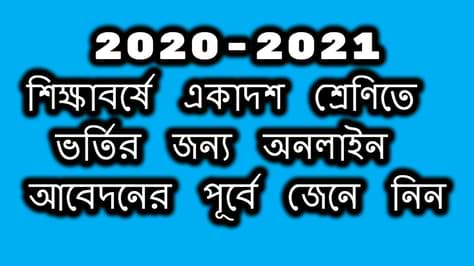 2020-2021
শিক্ষাবর্ষে একাদশ শ্রেণিতে
ভর্তির জন্য অনলাইন
আবেদনের পূর্বে জেনে নিন